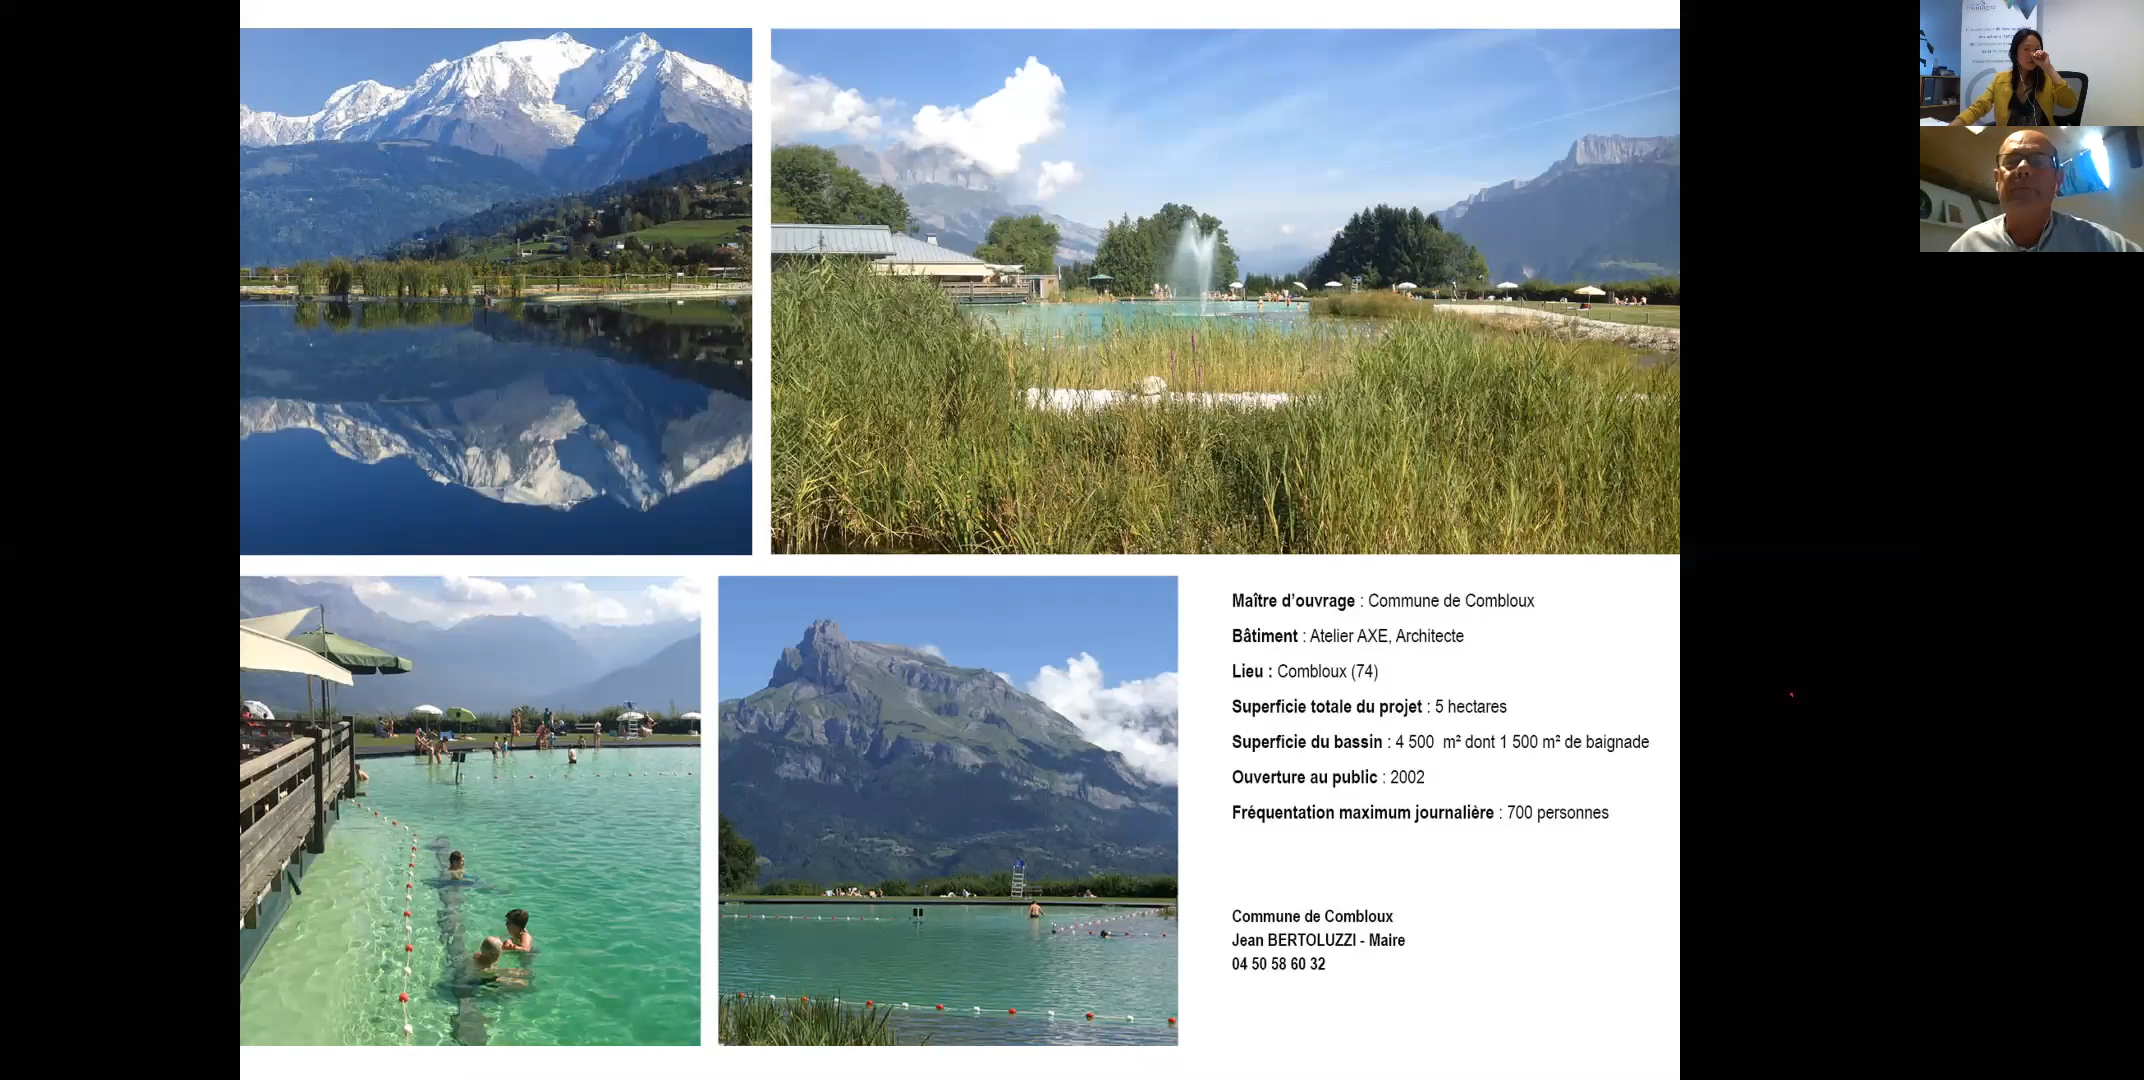 Maître d’ouvrage : Commune de Combloux
Bâtiment : Atelier AXE, Architecte
Lieu : Combloux (74)
Superficie totale du projet : 5 hectares
Superficie du bassin : 4 500 m² dont 1 500 m² de baignade
Ouverture au public : 2002
Fréquentation maximum journalière : 700 personnes
Commune de Combloux
Jean BERTOLUZZI - Maire
04 50 58 60 32